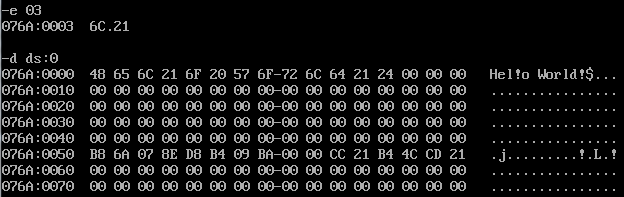 -e 03
076A:0003  6C.21

-d ds:0
076A:0000  48 65 6C 21 6F 20 57 6F-72 6C 64 21 24 00 00 00   Hel!o World!$...
076A:0010  00 00 00 00 00 00 00 00-00 00 00 00 00 00 00 00   ................
076A:0020  00 00 00 00 00 00 00 00-00 00 00 00 00 00 00 00   ................
076A:0030  00 00 00 00 00 00 00 00-00 00 00 00 00 00 00 00   ................
076A:0040  00 00 00 00 00 00 00 00-00 00 00 00 00 00 00 00   ................
076A:0050  B8 6A 07 8E D8 B4 09 BA-00 00 CC 21 B4 4C CD 21   .j.........!.L.!
076A:0060  00 00 00 00 00 00 00 00-00 00 00 00 00 00 00 00   ................
076A:0070  00 00 00 00 00 00 00 00-00 00 00 00 00 00 00 00   ................